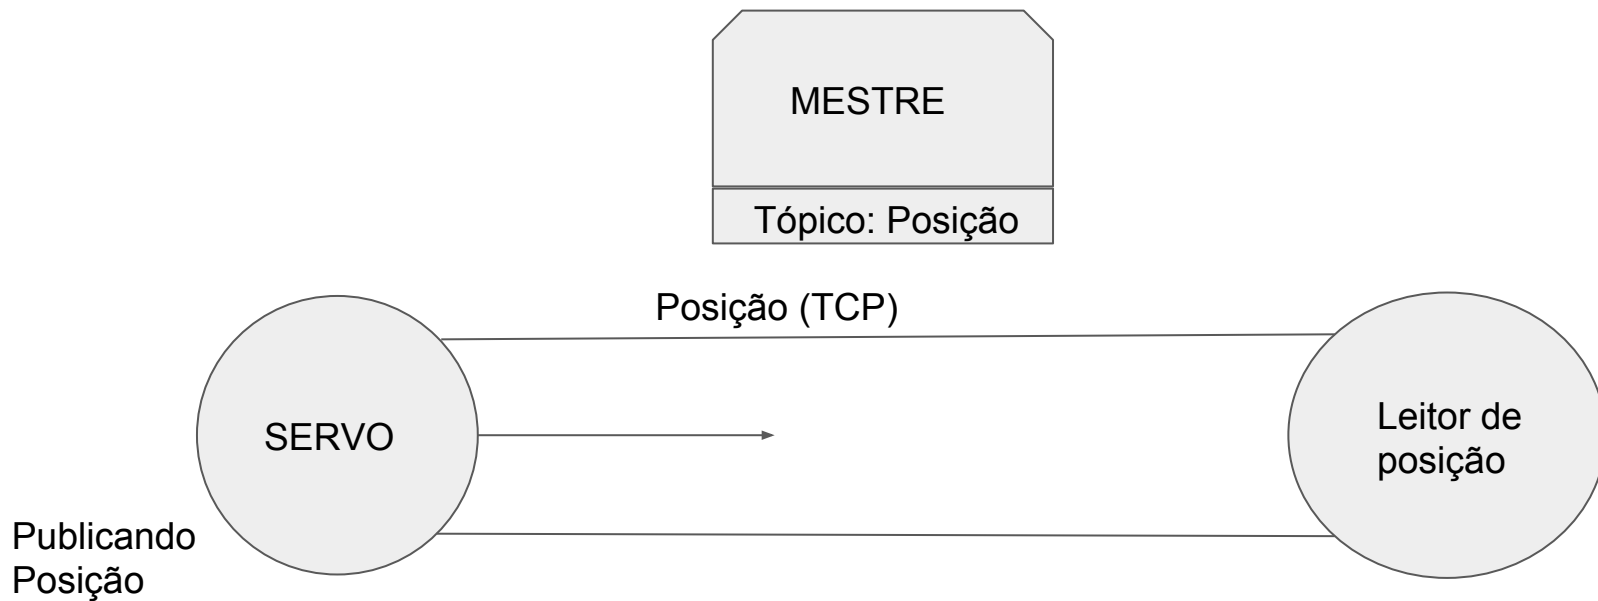 MESTRE
Tópico: Posição
Posição (TCP)
SERVO
Leitor de
posição
Publicando
Posição